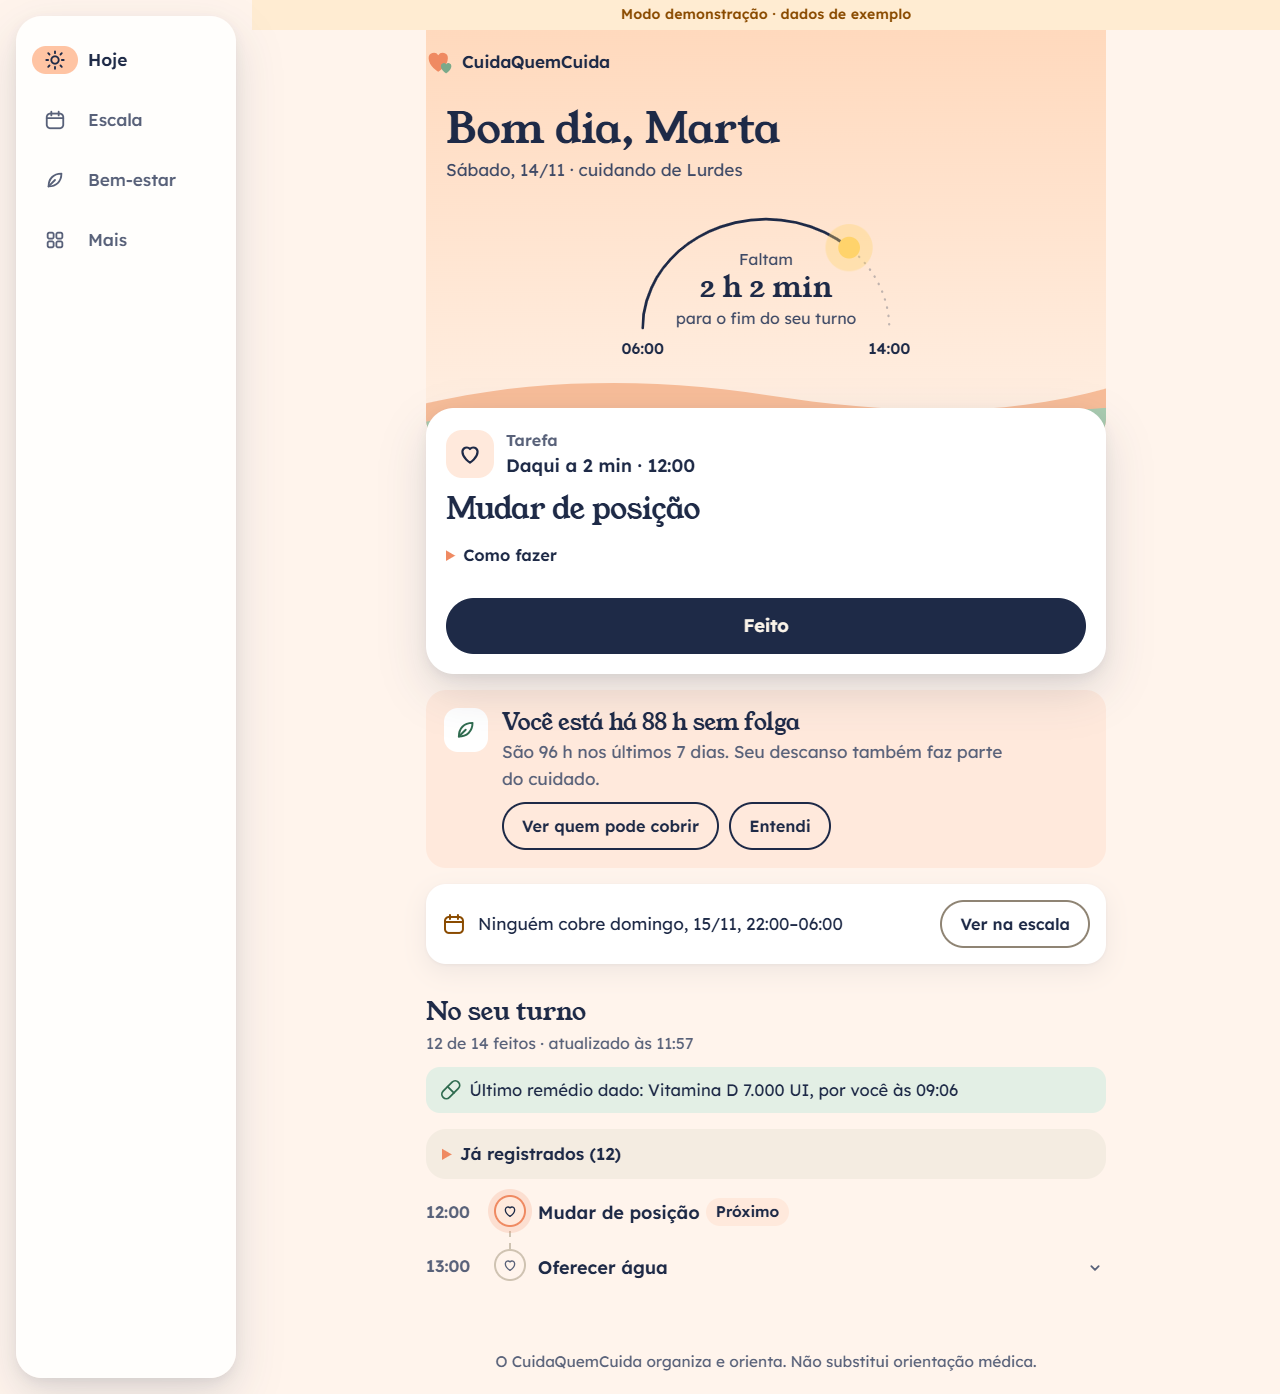 Modo demonstração · dados de exemplo
Hoje
Escala
Bem-estar
Mais
CuidaQuemCuida
Bom dia, Marta
Sábado, 14/11 · cuidando de Lurdes
Faltam
2 h 2 min
para o fim do seu turno
06:00
14:00
Tarefa
Daqui a 2 min · 12:00
Mudar de posição
Como fazer
Feito
Você está há 88 h sem folga
São 96 h nos últimos 7 dias. Seu descanso também faz parte
do cuidado.
Ver quem pode cobrir
Entendi
Ninguém cobre domingo, 15/11, 22:00–06:00
Ver na escala
No seu turno
12 de 14 feitos · atualizado às 11:57
Último remédio dado: Vitamina D 7.000 UI, por você às 09:06
Já registrados (12)
12:00 Mudar de posição Próximo
13:00 Oferecer água
O CuidaQuemCuida organiza e orienta. Não substitui orientação médica.